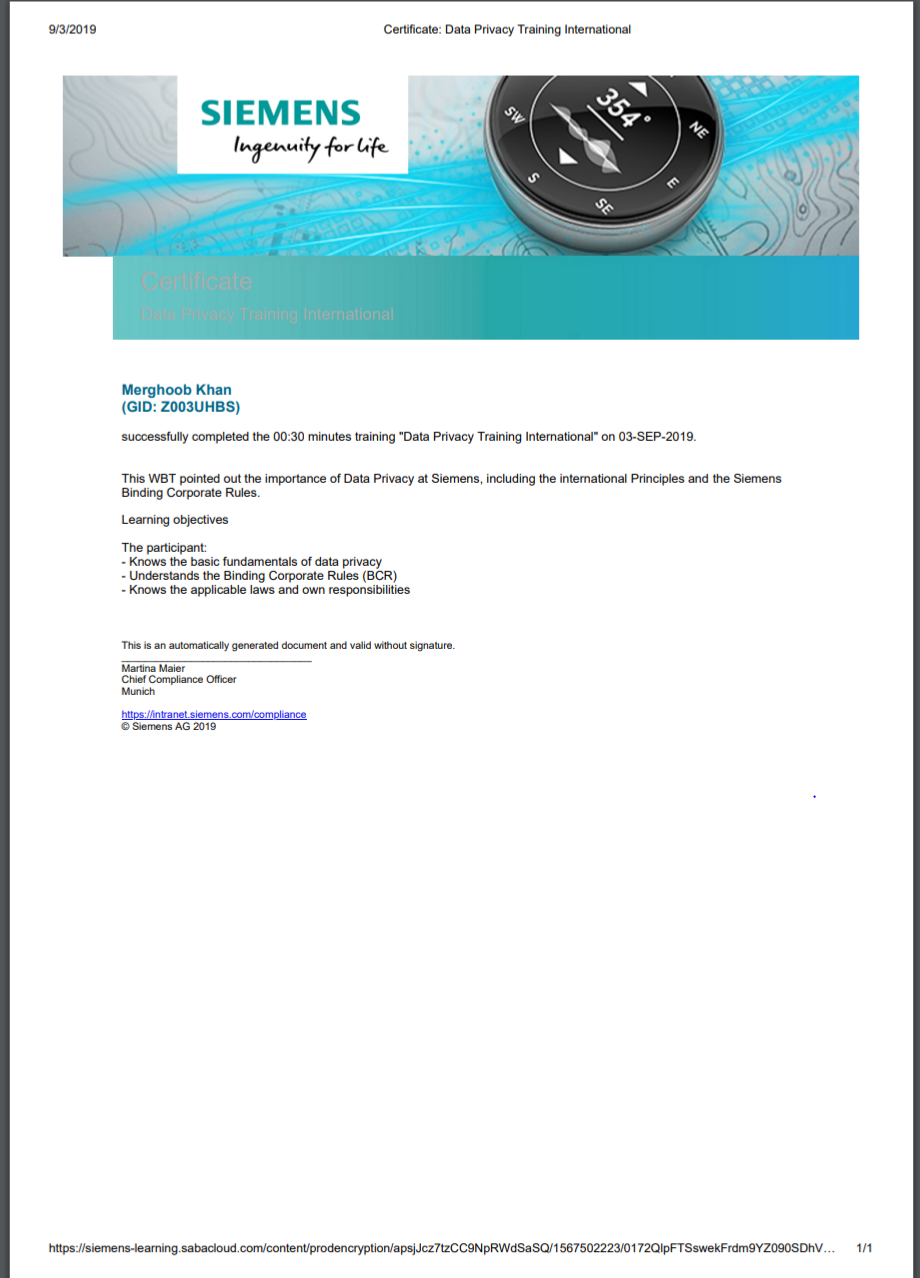 9/3/2019 Certificate: Data Privacy Training International
SIEMENS
Ingenuity for life
354°
SW
NE
S
E
SE
Certificate
Data Privacy Training International
Merghoob Khan
(GID: Z003UHBS)
successfully completed the 00:30 minutes training "Data Privacy Training International" on 03-SEP-2019.
This WBT pointed out the importance of Data Privacy at Siemens, including the international Principles and the Siemens
Binding Corporate Rules.
Learning objectives
The participant:
- Knows the basic fundamentals of data privacy
- Understands the Binding Corporate Rules (BCR)
- Knows the applicable laws and own responsibilities
This is an automatically generated document and valid without signature.
Martina Maier
Chief Compliance Officer
Munich
https://intranet.siemens.com/compliance
© Siemens AG 2019
https://siemens-learning.sabacloud.com/content/prodencryption/apsjJcz7tzCC9NpRWdSaSQ/1567502223/0172QlpFTSswekFrdm9YZ090SDhV... 1/1